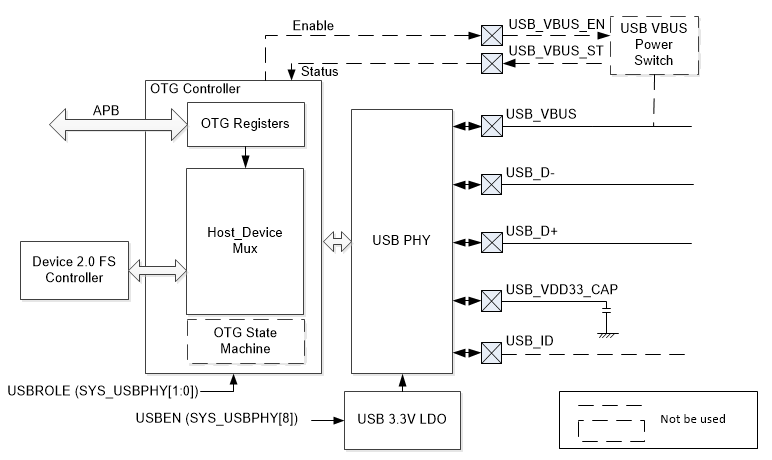 Enable
USB_VBUS_EN
USB VBUS
Power
Switch
USB_VBUS_ST
Status
OTG Controller
APB
OTG Registers
USB_VBUS
USB_D-
Host_Device
Mux
USB PHY
USB_D+
Device 2.0 FS
Controller
USB_VDD33_CAP
OTG State
Machine
USB_ID
USBROLE (SYS_USBPHY[1:0])
USBEN (SYS_USBPHY[8])
USB 3.3V LDO
Not be used